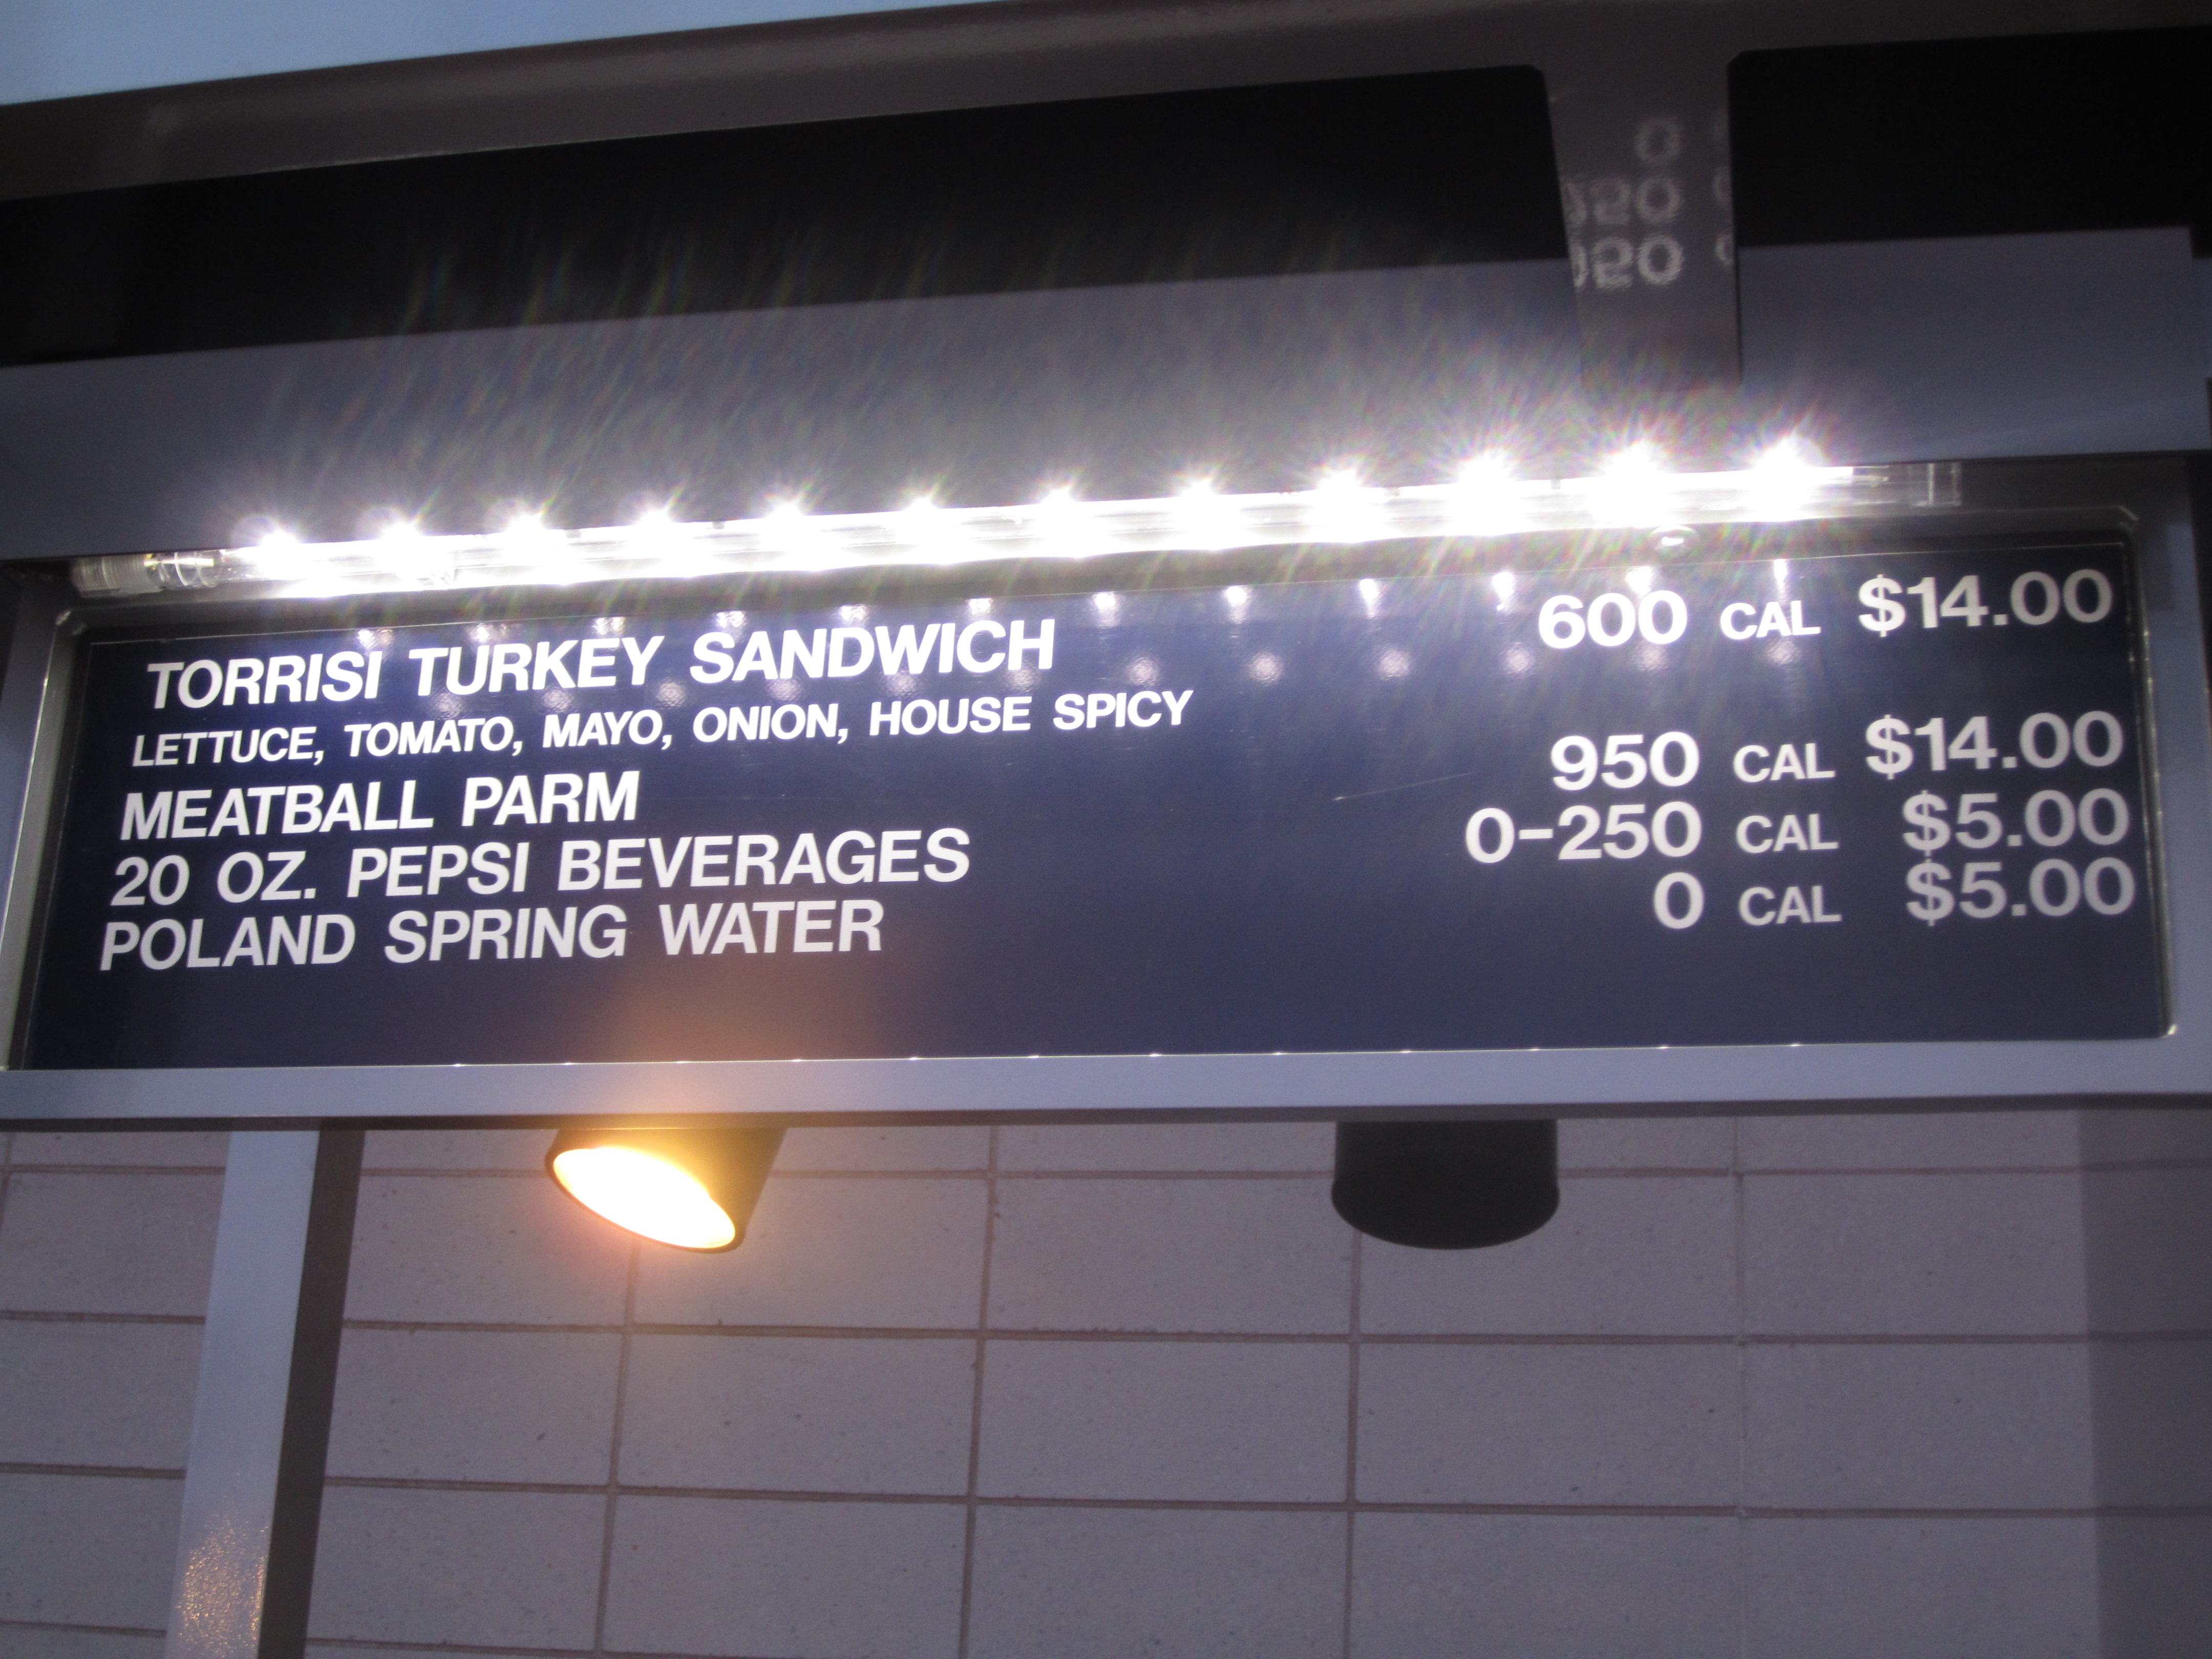 TORRISI TURKEY SANDWICH 600 CAL $14.00
LETTUCE, TOMATO, MAYO, ONION, HOUSE SPICY
MEATBALL PARM 950 CAL $14.00
20 OZ. PEPSI BEVERAGES 0-250 CAL $5.00
POLAND SPRING WATER 0 CAL $5.00